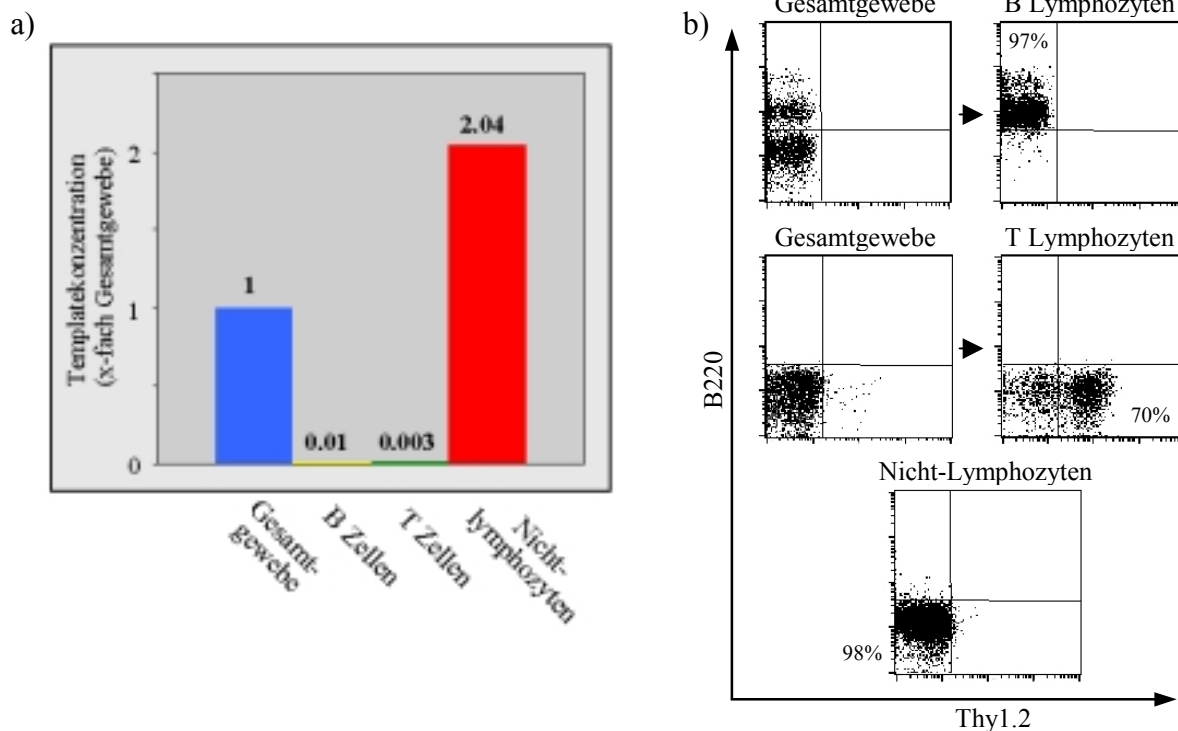 a)
Templatekonzentration
(x-fach Gesamtgewebe)
2
1
0
1
0.01
0.003
2.04
Gesamt-
gewebe
B Zellen
T Zellen
Nicht-
lymphozyten
b)
Gesamtgewebe
B Lymphozyten
97%
Gesamtgewebe
T Lymphozyten
70%
Nicht-Lymphozyten
98%
B220
Thy1.2